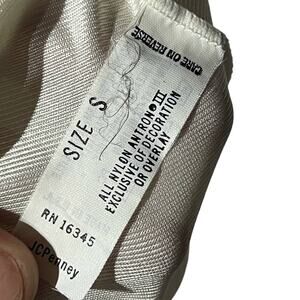 CARE ON REVERSE
SIZE S
ALL NYLON ANTRON III
EXCLUSIVE OF DECORATION
OR OVERLAY
RN 16345
JCPenney